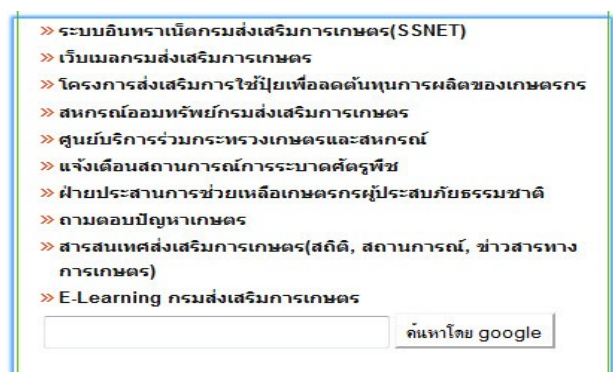 » ระบบอินทราเน็ตกรมส่งเสริมการเกษตร(SSNET)
» เว็บเมลกรมส่งเสริมการเกษตร
» โครงการส่งเสริมการใช้ปุ๋ยเพื่อลดต้นทุนการผลิตของเกษตรกร
» สหกรณ์ออมทรัพย์กรมส่งเสริมการเกษตร
» ศูนย์บริการร่วมกระทรวงเกษตรและสหกรณ์
» แจ้งเตือนสถานการณ์การระบาดศัตรูพืช
» ฝ่ายประสานการช่วยเหลือเกษตรกรผู้ประสบภัยธรรมชาติ
» ถามตอบปัญหาเกษตร
» สารสนเทศส่งเสริมการเกษตร(สถิติ, สถานการณ์, ข่าวสารทาง
การเกษตร)
» E-Learning กรมส่งเสริมการเกษตร
ค้นหาโดย google